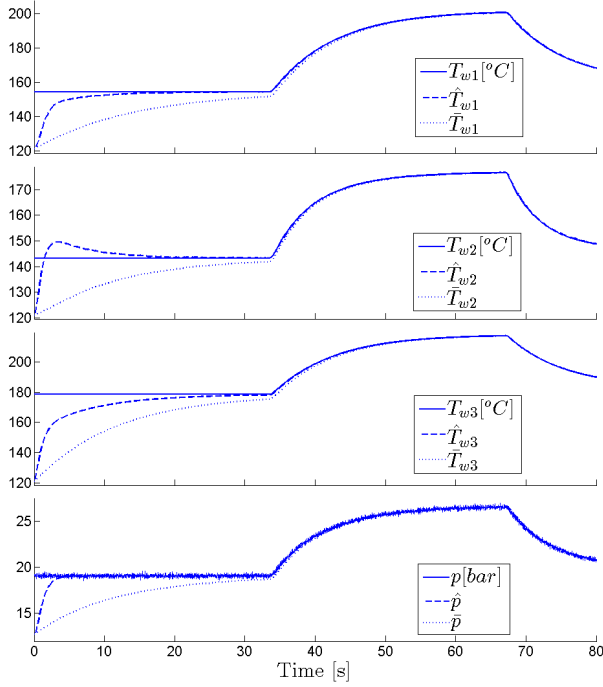 200
180
160
140
120
T_{w1}[°C]
\hat{T}_{w1}
\bar{T}_{w1}
170
160
150
140
130
120
T_{w2}[°C]
\hat{T}_{w2}
\bar{T}_{w2}
200
180
160
140
120
T_{w3}[°C]
\hat{T}_{w3}
\bar{T}_{w3}
25
20
15
p[bar]
\hat{p}
\bar{p}
0 10 20 30 40 50 60 70 80
Time [s]